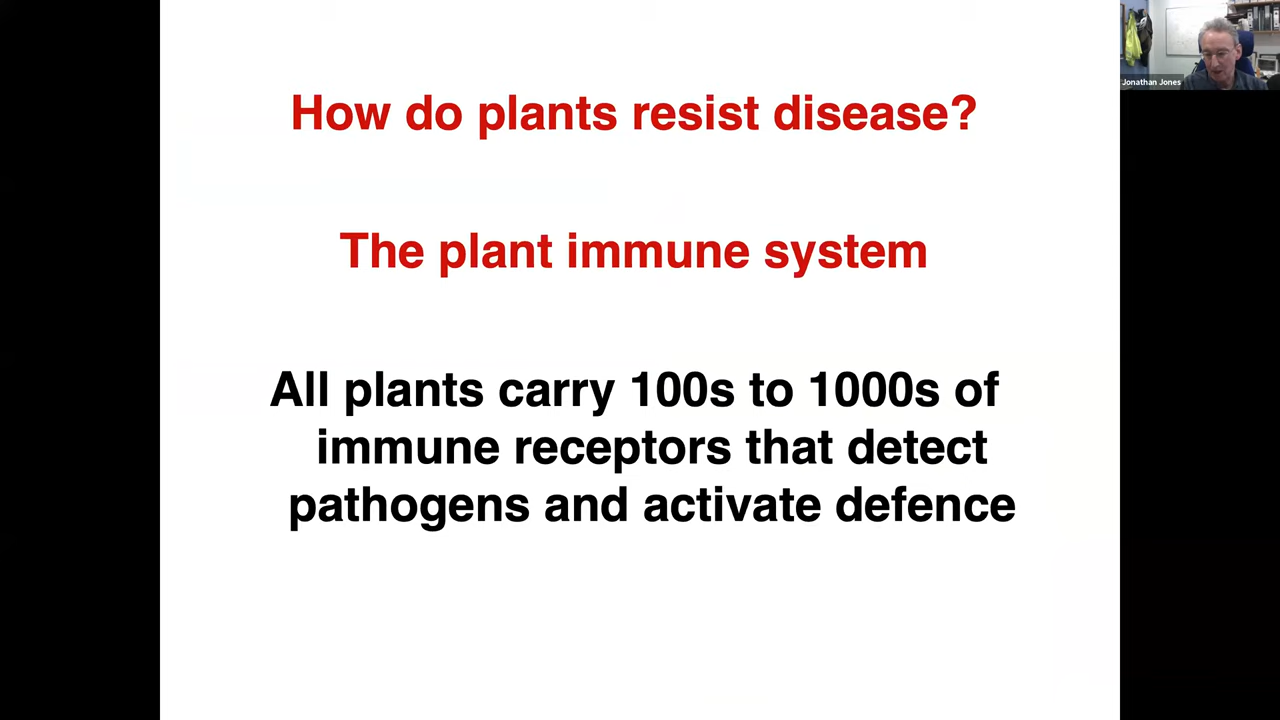 How do plants resist disease?
The plant immune system
All plants carry 100s to 1000s of
immune receptors that detect
pathogens and activate defence
Jonathan Jones